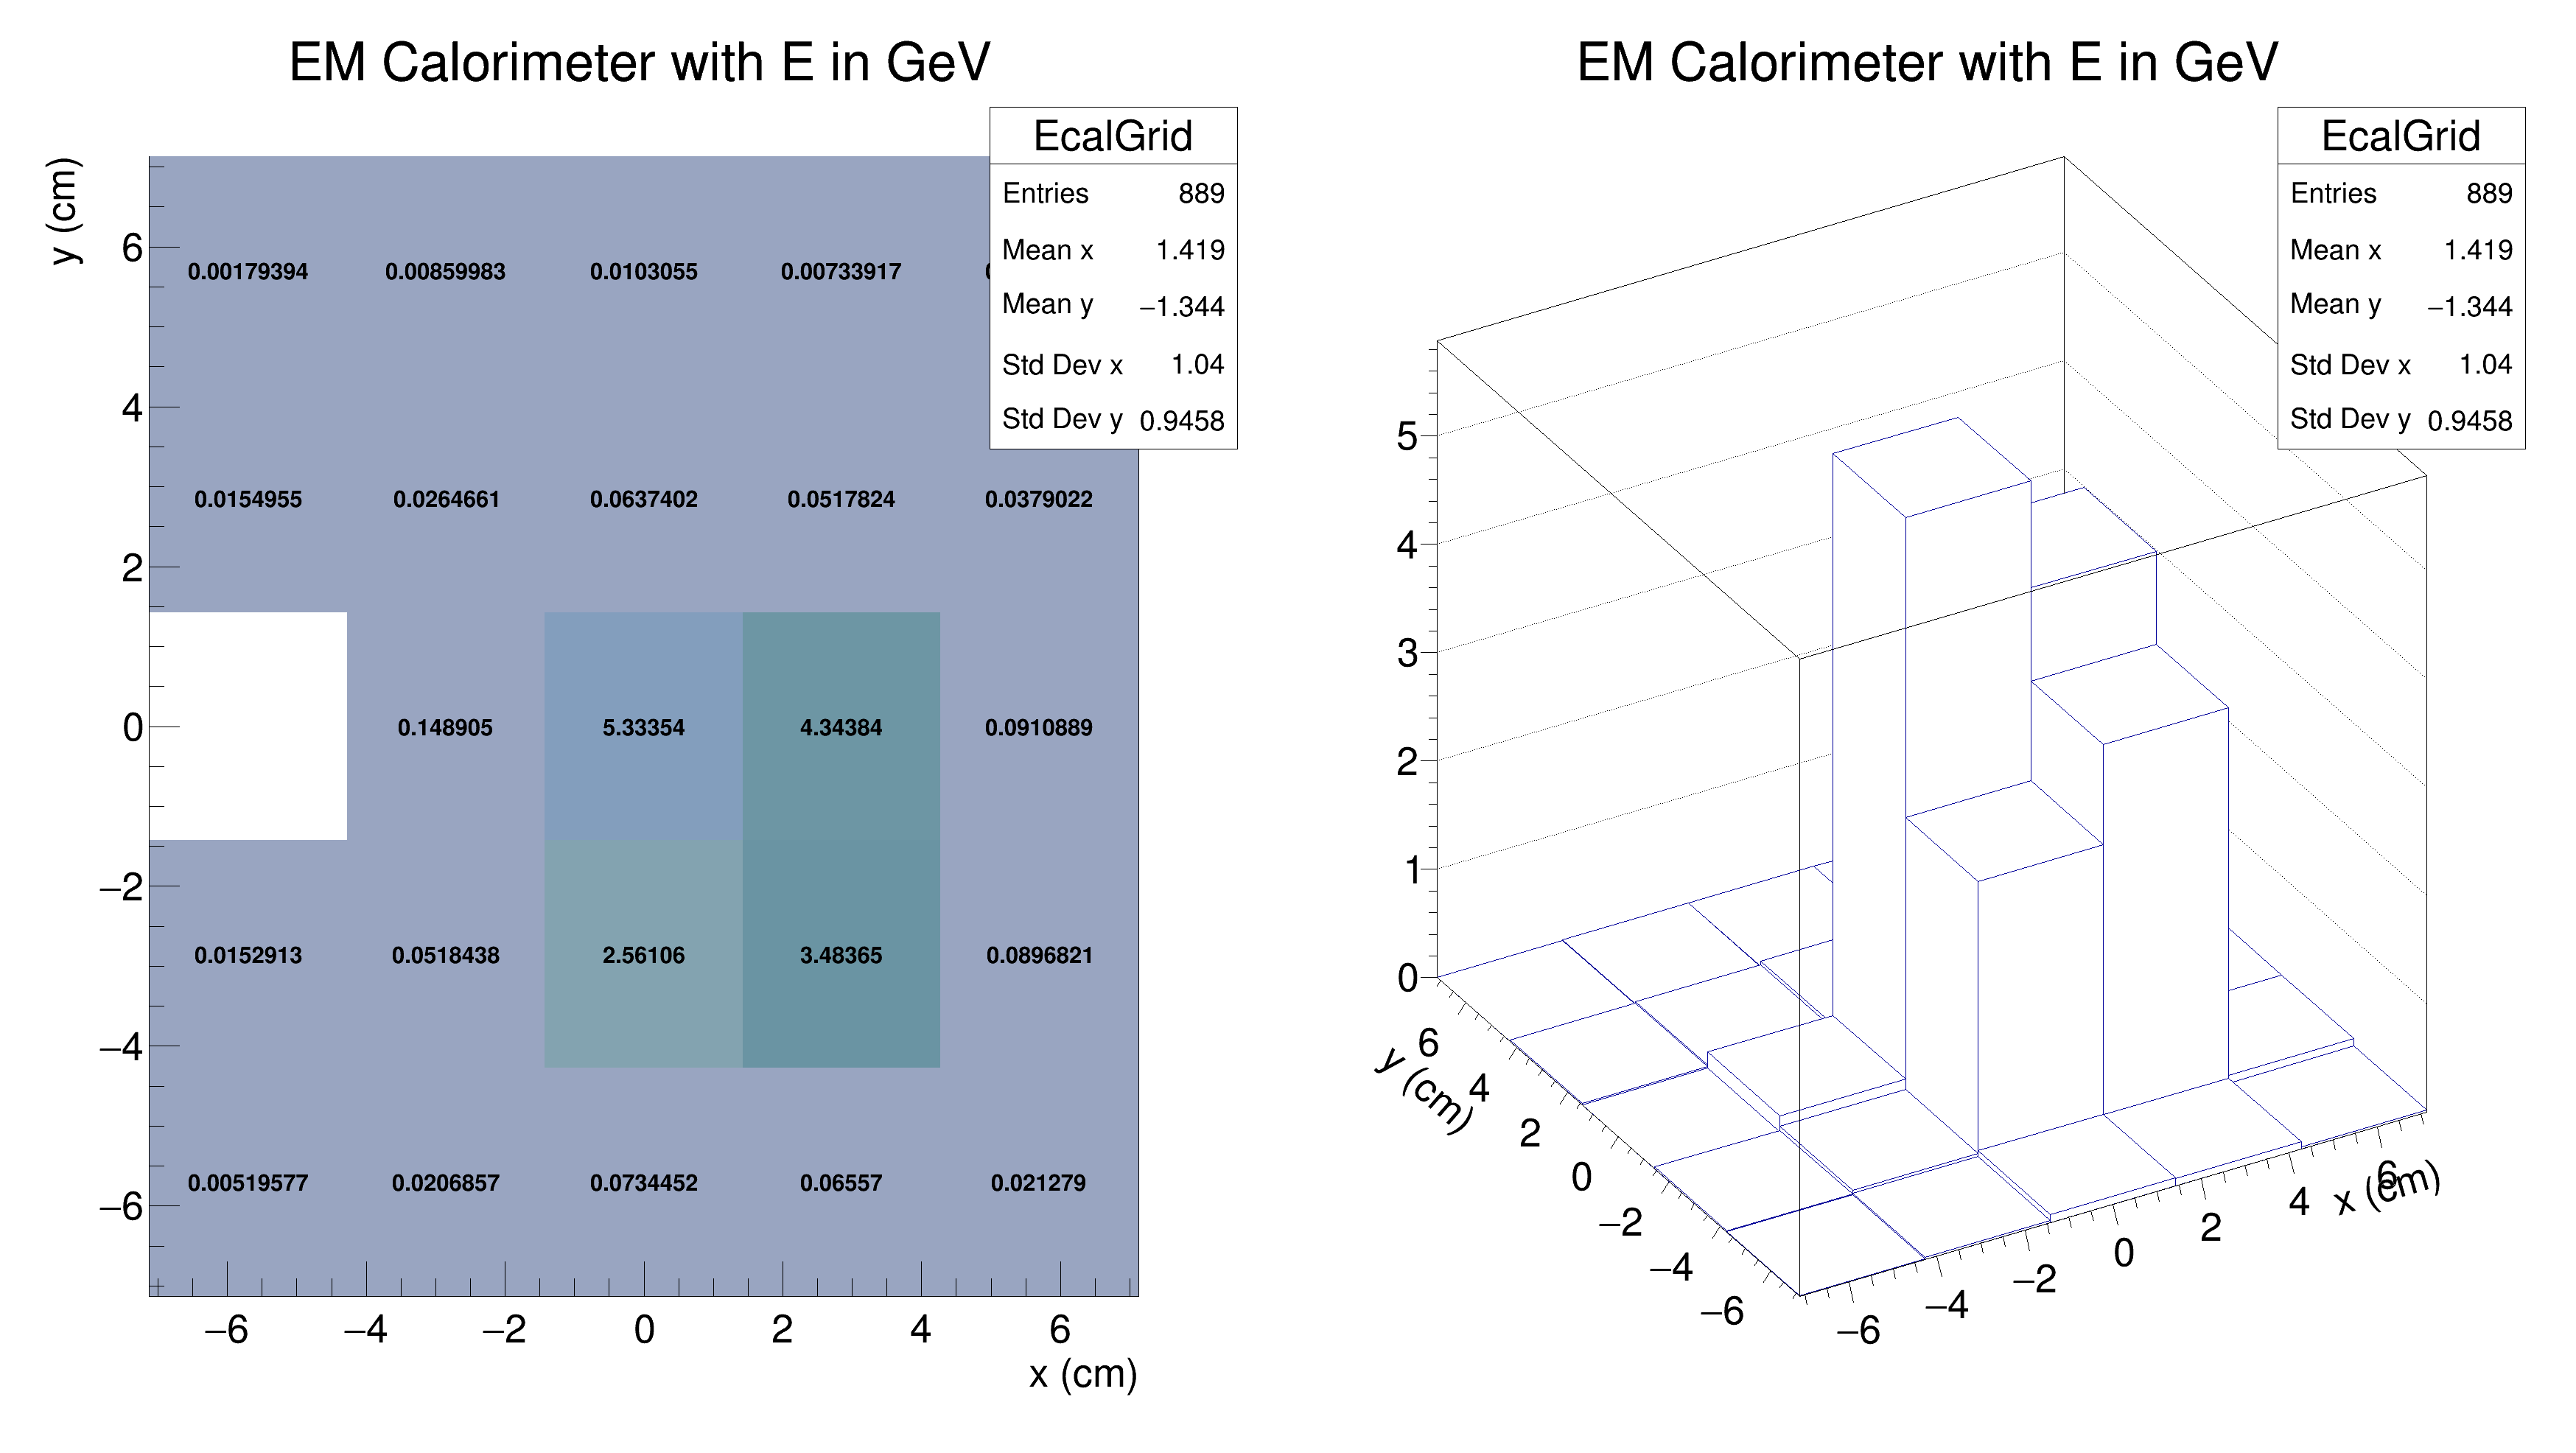 EM Calorimeter with E in GeV
EcalGrid
Entries 889
Mean x 1.419
Mean y −1.344
Std Dev x 1.04
Std Dev y 0.9458
y (cm)
6
4
2
0
−2
−4
−6
0.00179394 0.00859983 0.0103055 0.00733917
0.0154955 0.0264661 0.0637402 0.0517824 0.0379022
0.148905 5.33354 4.34384 0.0910889
0.0152913 0.0518438 2.56106 3.48365 0.0896821
0.00519577 0.0206857 0.0734452 0.06557 0.021279
−6 −4 −2 0 2 4 6
x (cm)
EM Calorimeter with E in GeV
EcalGrid
Entries 889
Mean x 1.419
Mean y −1.344
Std Dev x 1.04
Std Dev y 0.9458
5
4
3
2
1
0
y (cm)
6
4
2
0
−2
−4
−6
−6 −4 −2 0 2 4 6
x (cm)